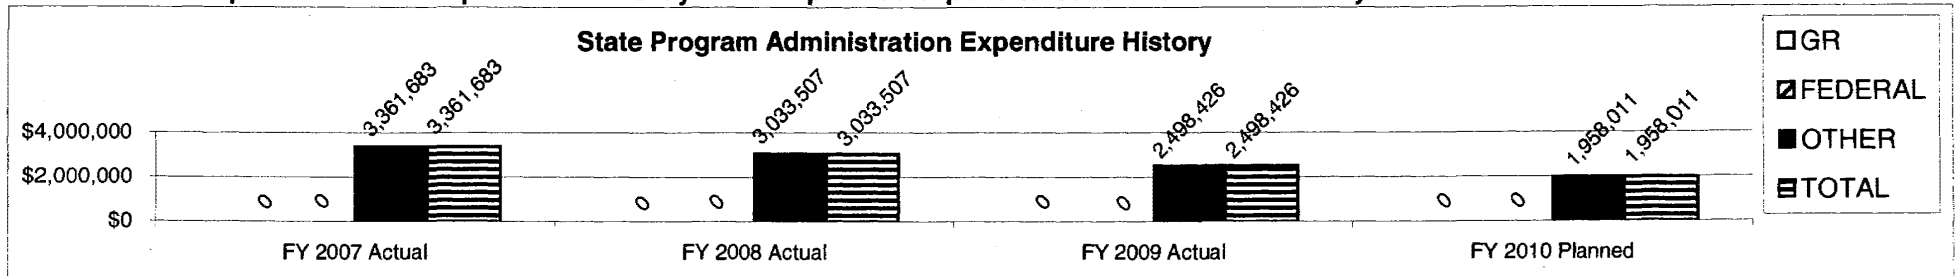 State Program Administration Expenditure History
GR
FEDERAL
OTHER
TOTAL
3,361,683
3,361,683
3,033,507
3,033,507
2,498,426
2,498,426
1,958,011
1,958,011
$4,000,000
$2,000,000
$0
0
0
0
0
0
0
0
0
FY 2007 Actual
FY 2008 Actual
FY 2009 Actual
FY 2010 Planned